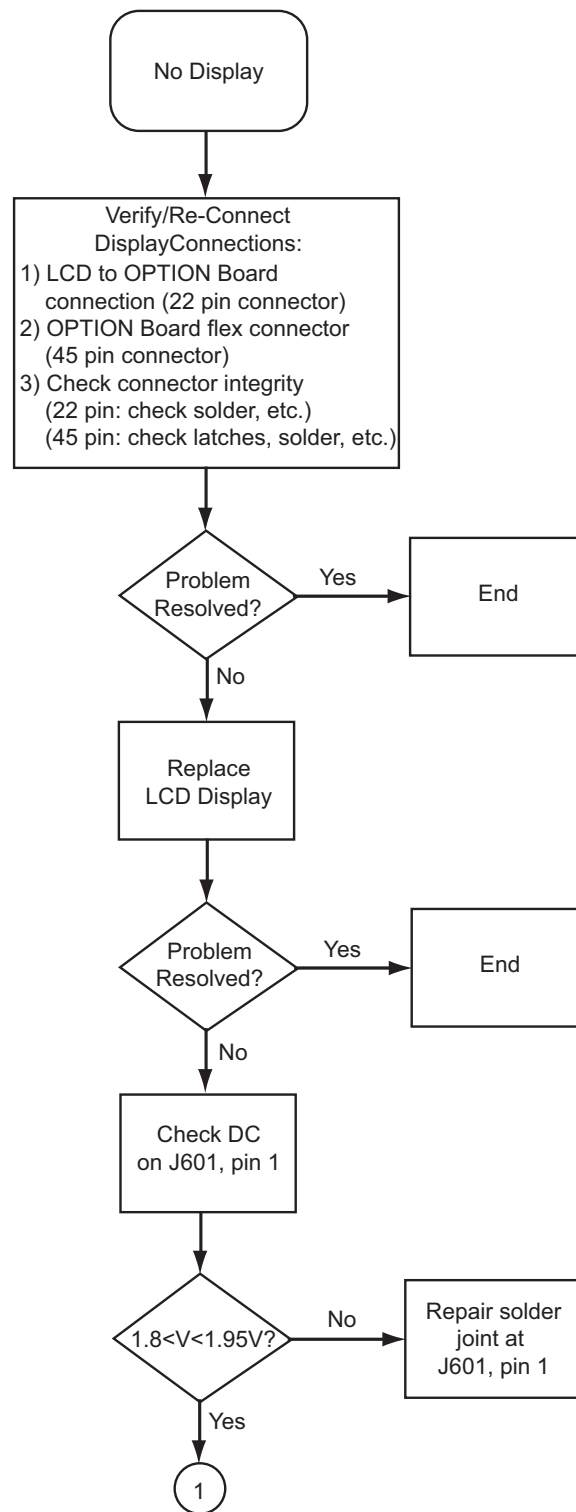 No Display
Verify/Re-Connect
DisplayConnections:
1) LCD to OPTION Board
connection (22 pin connector)
2) OPTION Board flex connector
(45 pin connector)
3) Check connector integrity
(22 pin: check solder, etc.)
(45 pin: check latches, solder, etc.)
Problem
Resolved?
Yes
End
No
Replace
LCD Display
Problem
Resolved?
Yes
End
No
Check DC
on J601, pin 1
1.8<V<1.95V?
No
Repair solder
joint at
J601, pin 1
Yes
1